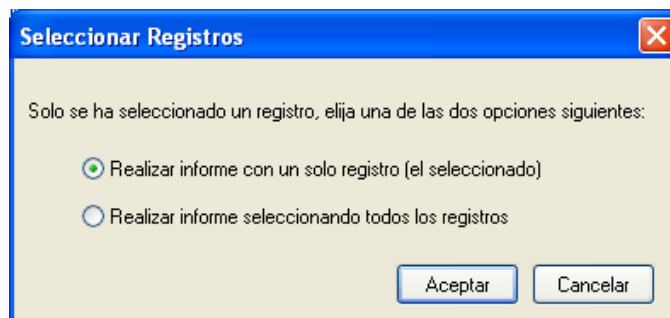 Seleccionar Registros
Solo se ha seleccionado un registro, elija una de las dos opciones siguientes:
Realizar informe con un solo registro (el seleccionado)
Realizar informe seleccionando todos los registros
Aceptar Cancelar